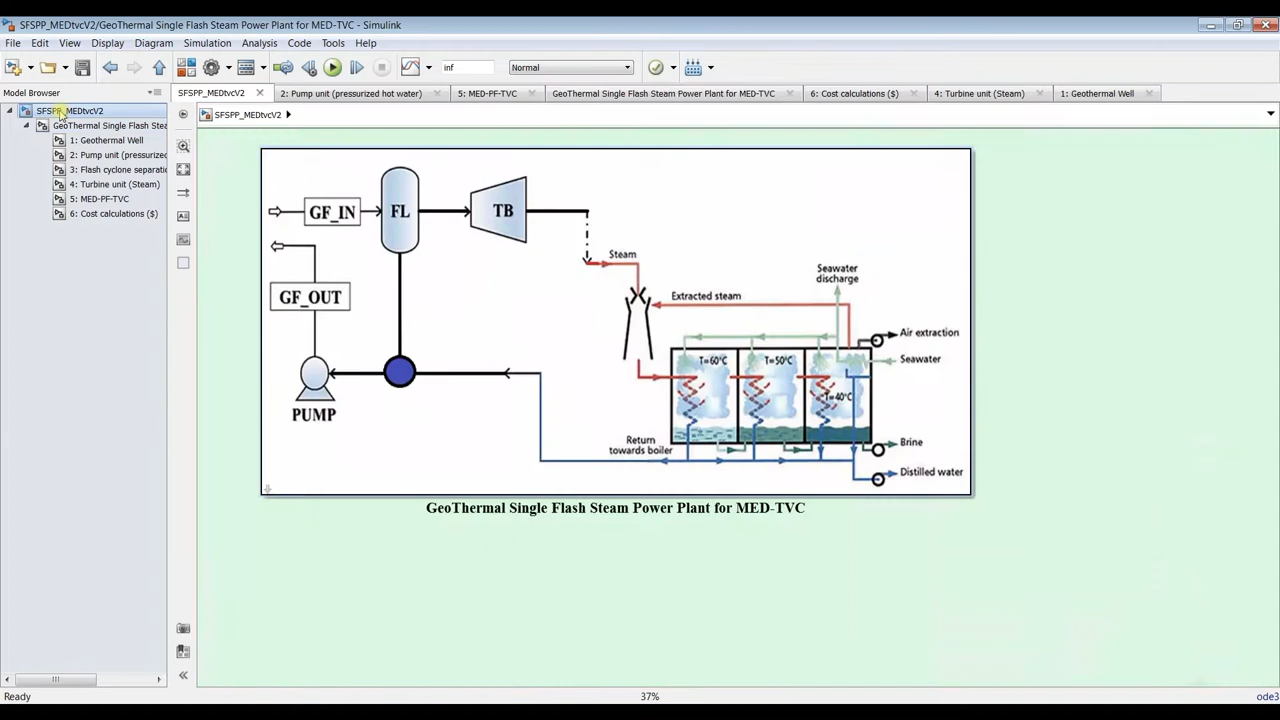 SFSPP_MEDtvcV2/GeoThermal Single Flash Steam Power Plant for MED-TVC - Simulink
File Edit View Display Diagram Simulation Analysis Code Tools Help
inf Normal
Model Browser
SFSPP_MEDtvcV2 2: Pump unit (pressurized hot water) 5: MED-PF-TVC GeoThermal Single Flash Steam Power Plant for MED-TVC 6: Cost calculations ($) 4: Turbine unit (Steam) 1: Geothermal Well
SFSPP_MEDtvcV2
GeoThermal Single Flash Stea
1: Geothermal Well
2: Pump unit (pressurized
3: Flash cyclone separati
4: Turbine unit (Steam)
5: MED-PF-TVC
6: Cost calculations ($)
SFSPP_MEDtvcV2
GF_IN
FL
TB
Steam
GF_OUT
Extracted steam
Seawater
discharge
Air extraction
Seawater
T=60°C
T=50°C
T=40°C
PUMP
Return
towards boiler
Brine
Distilled water
GeoThermal Single Flash Steam Power Plant for MED-TVC
Ready 37% ode3